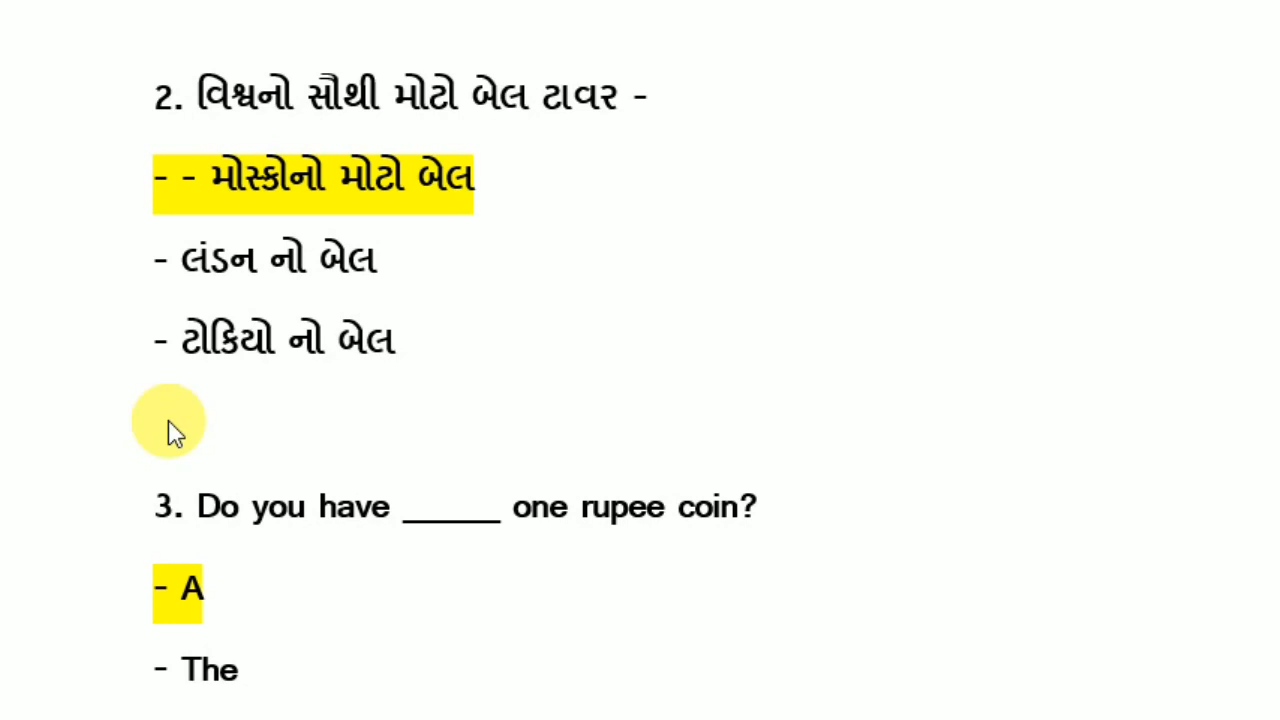 2. વિશ્વનો સૌથી મોટો બેલ ટાવર -
- - મોસ્ક્રોનો મોટો બેલ
- લંડન નો બેલ
- ટોકિયો નો બેલ
3. Do you have ______ one rupee coin?
- A
- The